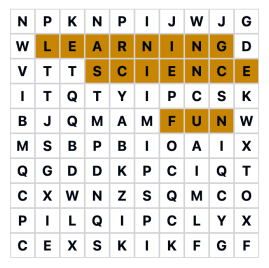 N P K N P I J W J G
W L E A R N I N G D
V T T S C I E N C E
I T Q T Y I P C S K
B J Q M A M F U N W
M S B P B I O A I X
Q G D D K P C I Q T
C X W N Z S Q M C O
P I L Q I P C L Y X
C E X S K I K F G F